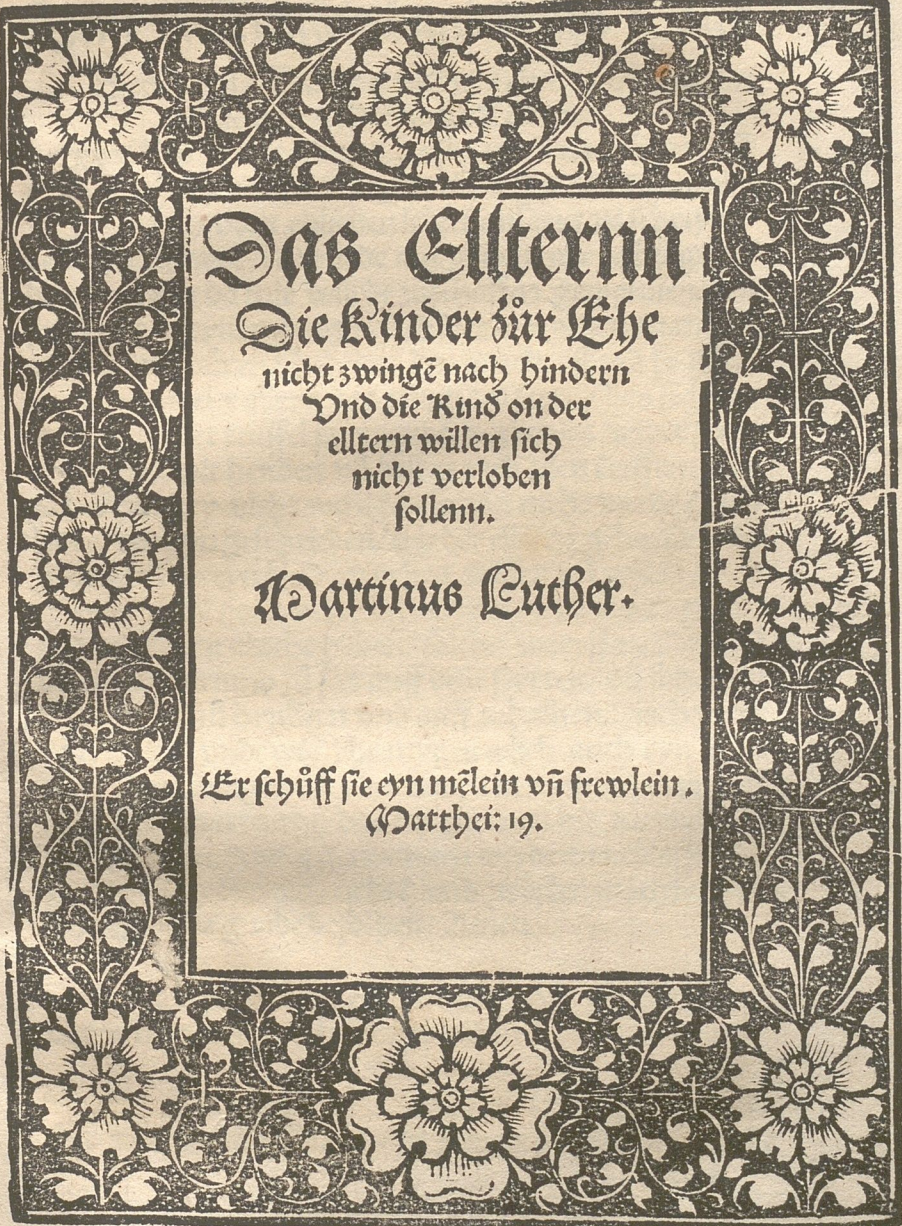 Das Ellternn
Die Kinder zůr Ehe
nicht zwingē nach hindern
Vnd die Kind on der
elltern willen sich
nicht verloben
sollenn.
Martinus Luther.
Er schůff sie eyn mēlein vñ frewlein.
Matthei: 19.